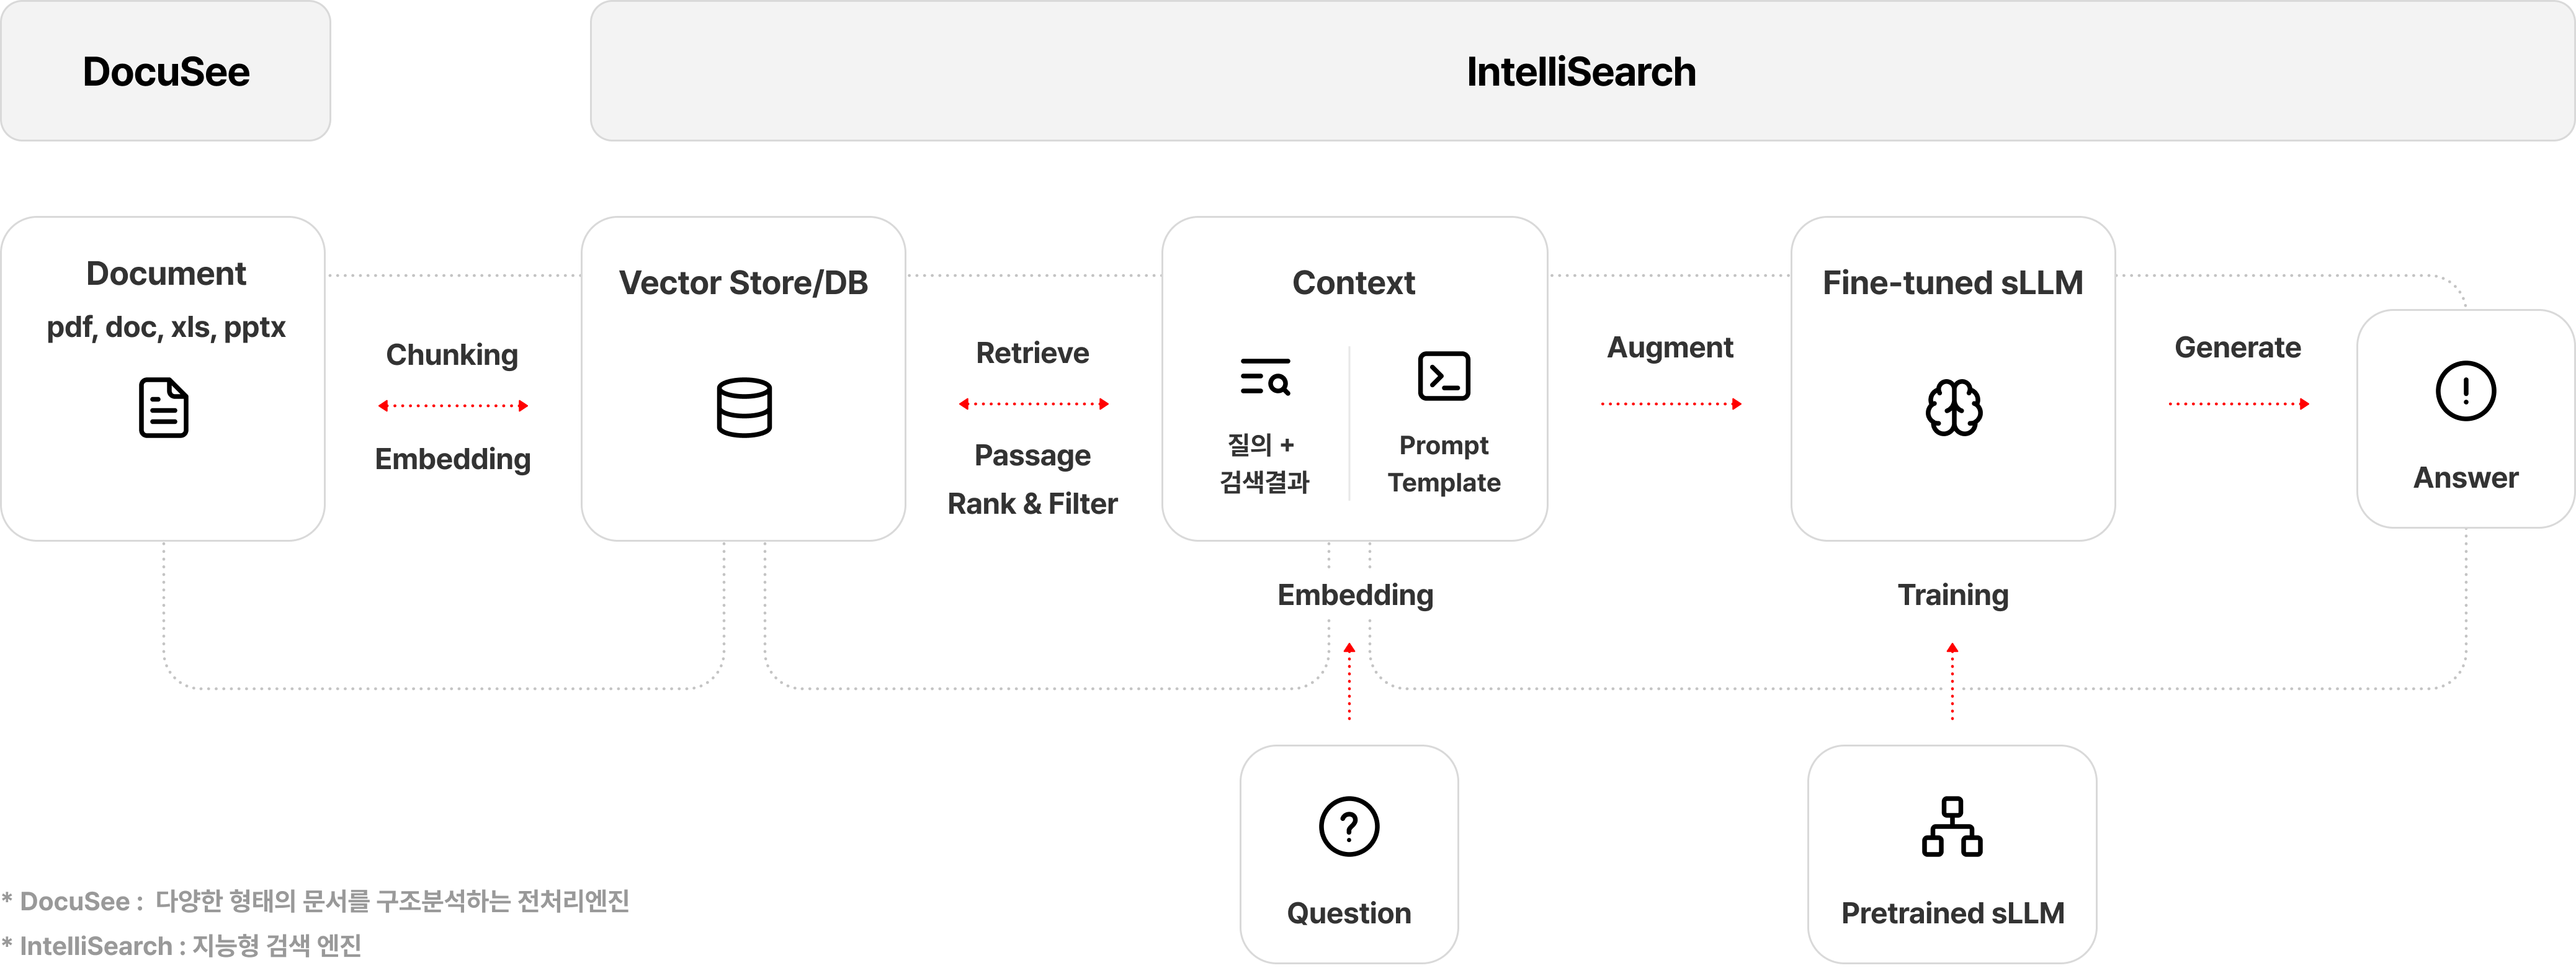 DocuSee
IntelliSearch
Document
pdf, doc, xls, pptx
Chunking
Embedding
Vector Store/DB
Retrieve
Passage
Rank & Filter
Context
질의 +
검색결과
Prompt
Template
Augment
Fine-tuned sLLM
Generate
Answer
Embedding
Training
Question
Pretrained sLLM
* DocuSee : 다양한 형태의 문서를 구조분석하는 전처리엔진
* IntelliSearch : 지능형 검색 엔진